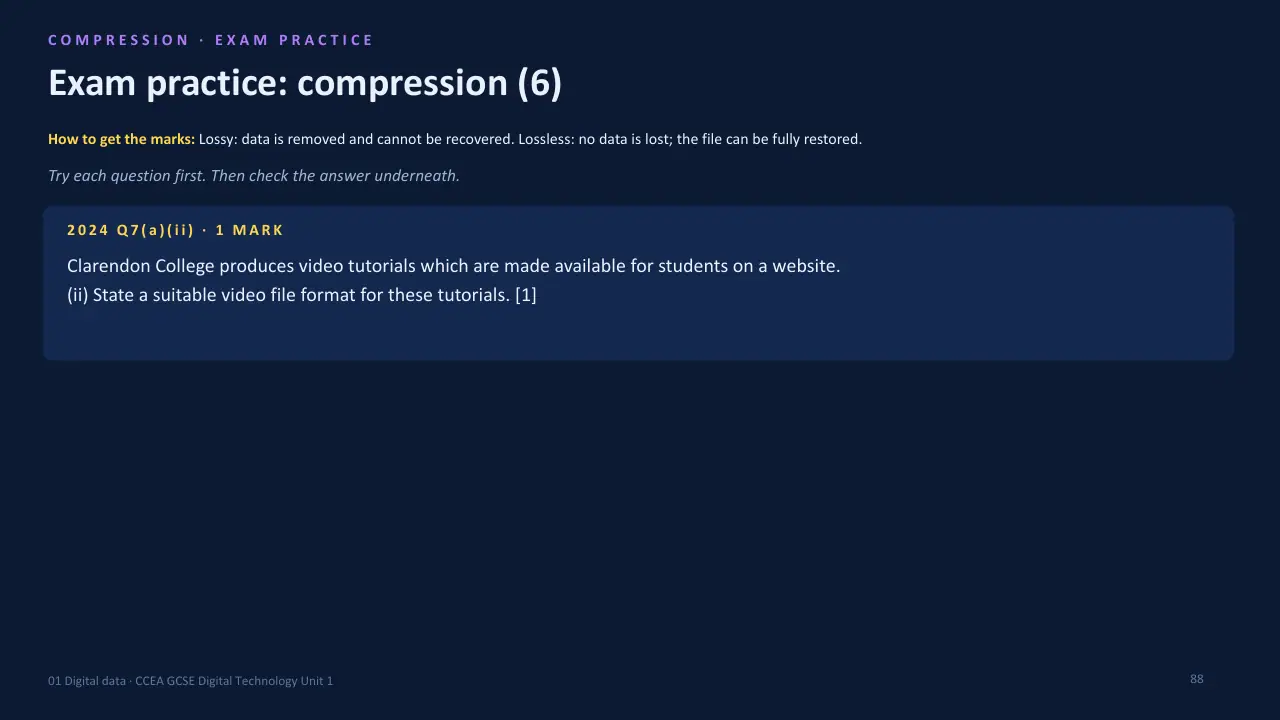 COMPRESSION · EXAM PRACTICE
Exam practice: compression (6)
How to get the marks: Lossy: data is removed and cannot be recovered. Lossless: no data is lost; the file can be fully restored.
Try each question first. Then check the answer underneath.
2024 Q7(a)(ii) · 1 MARK
Clarendon College produces video tutorials which are made available for students on a website.
(ii) State a suitable video file format for these tutorials. [1]
01 Digital data · CCEA GCSE Digital Technology Unit 1
88